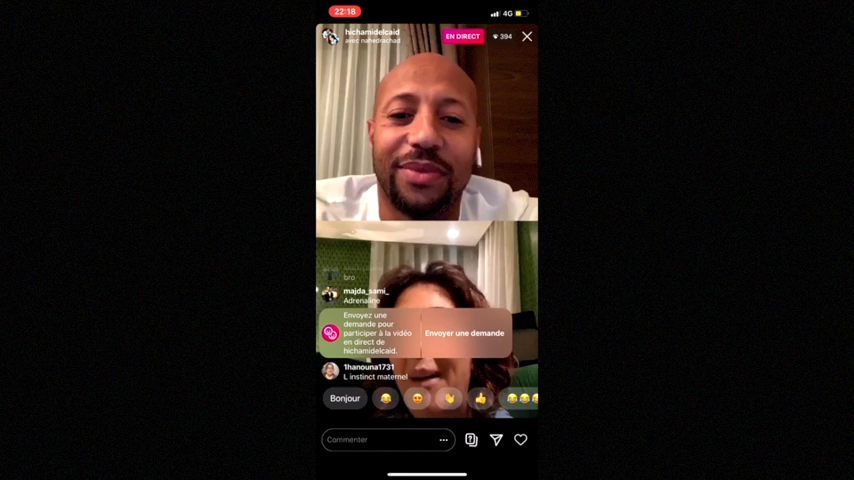 22:18
4G
hichamidelcaid
avec nahedrachad
EN DIRECT
394
bro
majda_sami_
Adrenaline
Envoyez une
demande pour
participer à la vidéo
en direct de
hichamidelcaid.
Envoyer une demande
1hanouna1731
L instinct maternel
Bonjour
Commenter